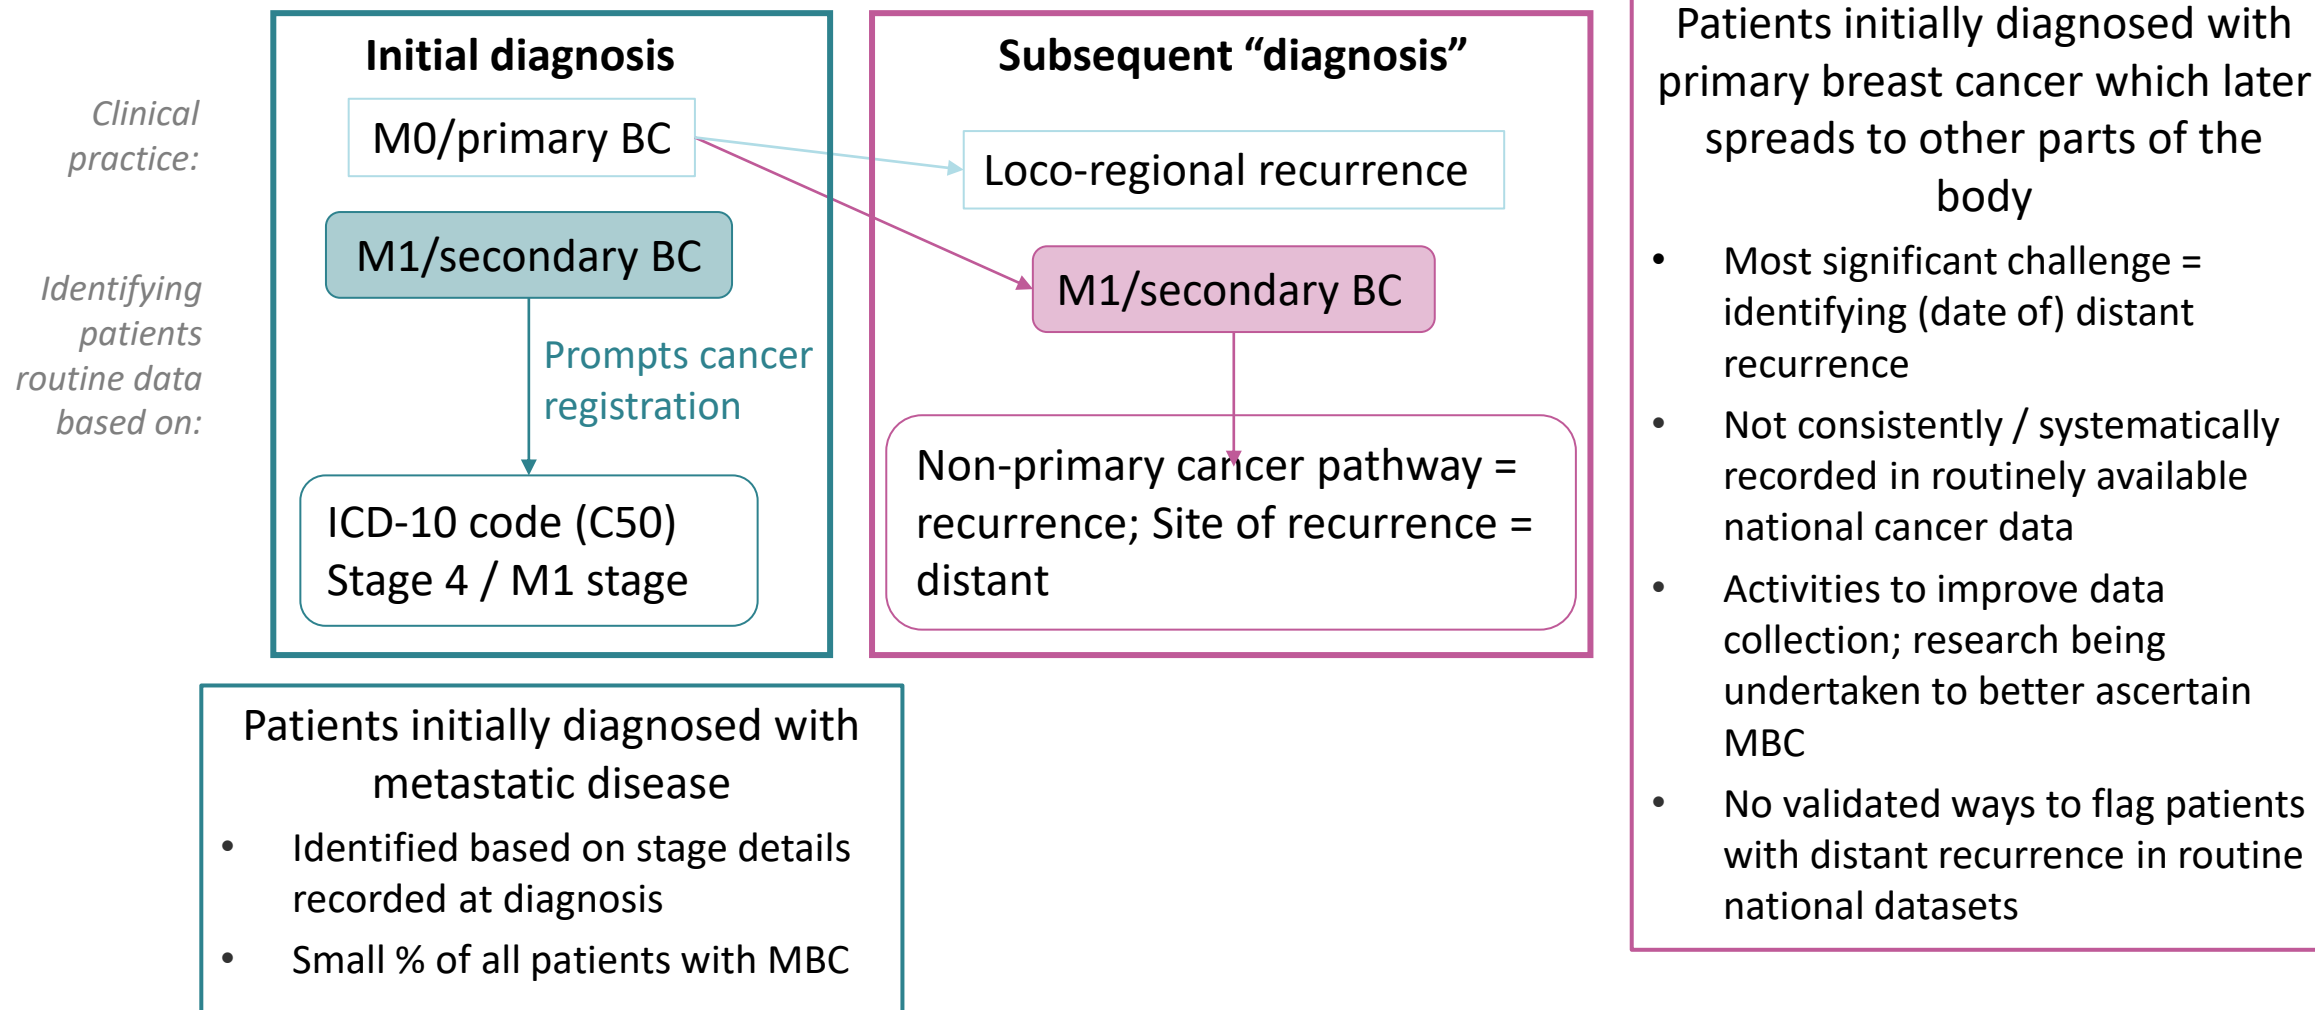 Initial diagnosis
Subsequent “diagnosis”
Clinical
practice:
M0/primary BC
Loco-regional recurrence
M1/secondary BC
M1/secondary BC
Identifying
patients
routine data
based on:
Prompts cancer
registration
ICD-10 code (C50)
Stage 4 / M1 stage
Non-primary cancer pathway =
recurrence; Site of recurrence =
distant
Patients initially diagnosed with
metastatic disease
• Identified based on stage details
recorded at diagnosis
• Small % of all patients with MBC
Patients initially diagnosed with
primary breast cancer which later
spreads to other parts of the
body
• Most significant challenge =
identifying (date of) distant
recurrence
• Not consistently / systematically
recorded in routinely available
national cancer data
• Activities to improve data
collection; research being
undertaken to better ascertain
MBC
• No validated ways to flag patients
with distant recurrence in routine
national datasets